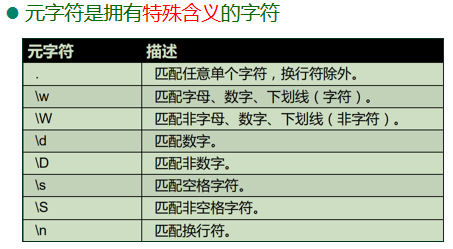 元字符是拥有特殊含义的字符
元字符 描述
. 匹配任意单个字符，换行符除外。
\w 匹配字母、数字、下划线（字符）。
\W 匹配非字母、数字、下划线（非字符）。
\d 匹配数字。
\D 匹配非数字。
\s 匹配空格字符。
\S 匹配非空格字符。
\n 匹配换行符。